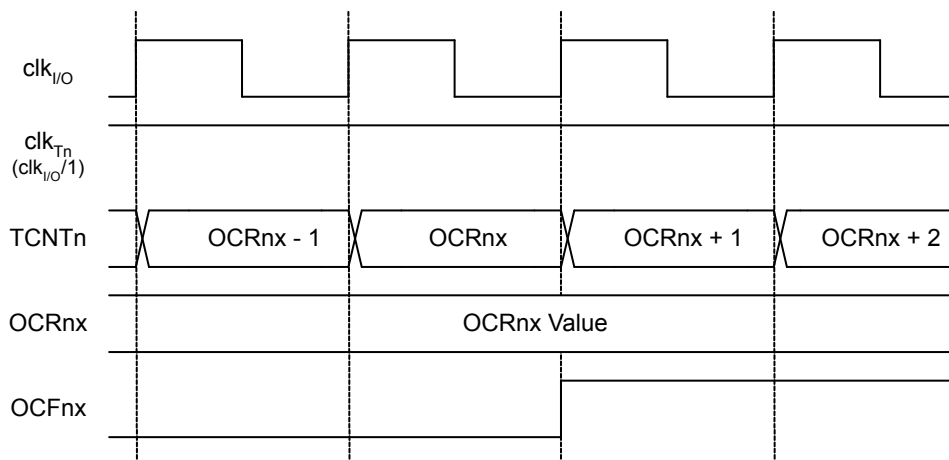 clkI/O
clkTn
(clkI/O/1)
TCNTn
OCRnx - 1
OCRnx
OCRnx + 1
OCRnx + 2
OCRnx
OCRnx Value
OCFnx